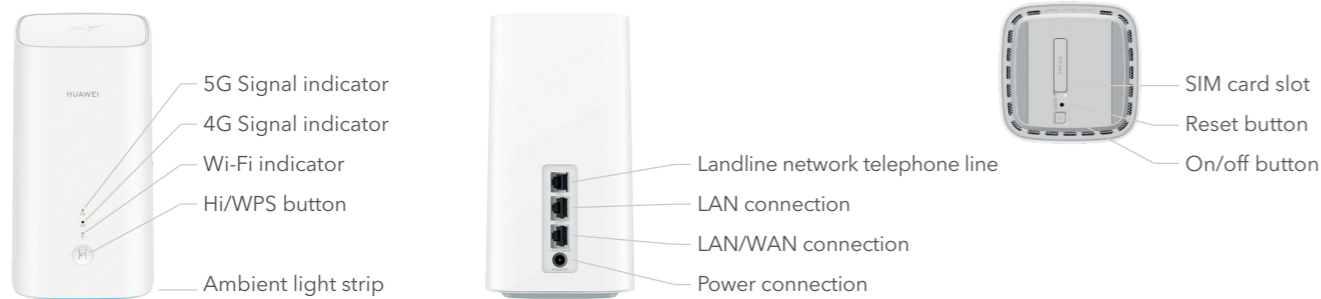 HUAWEI
5G Signal indicator
4G Signal indicator
Wi-Fi indicator
Hi/WPS button
Ambient light strip
Landline network telephone line
LAN connection
LAN/WAN connection
Power connection
SIM card slot
Reset button
On/off button